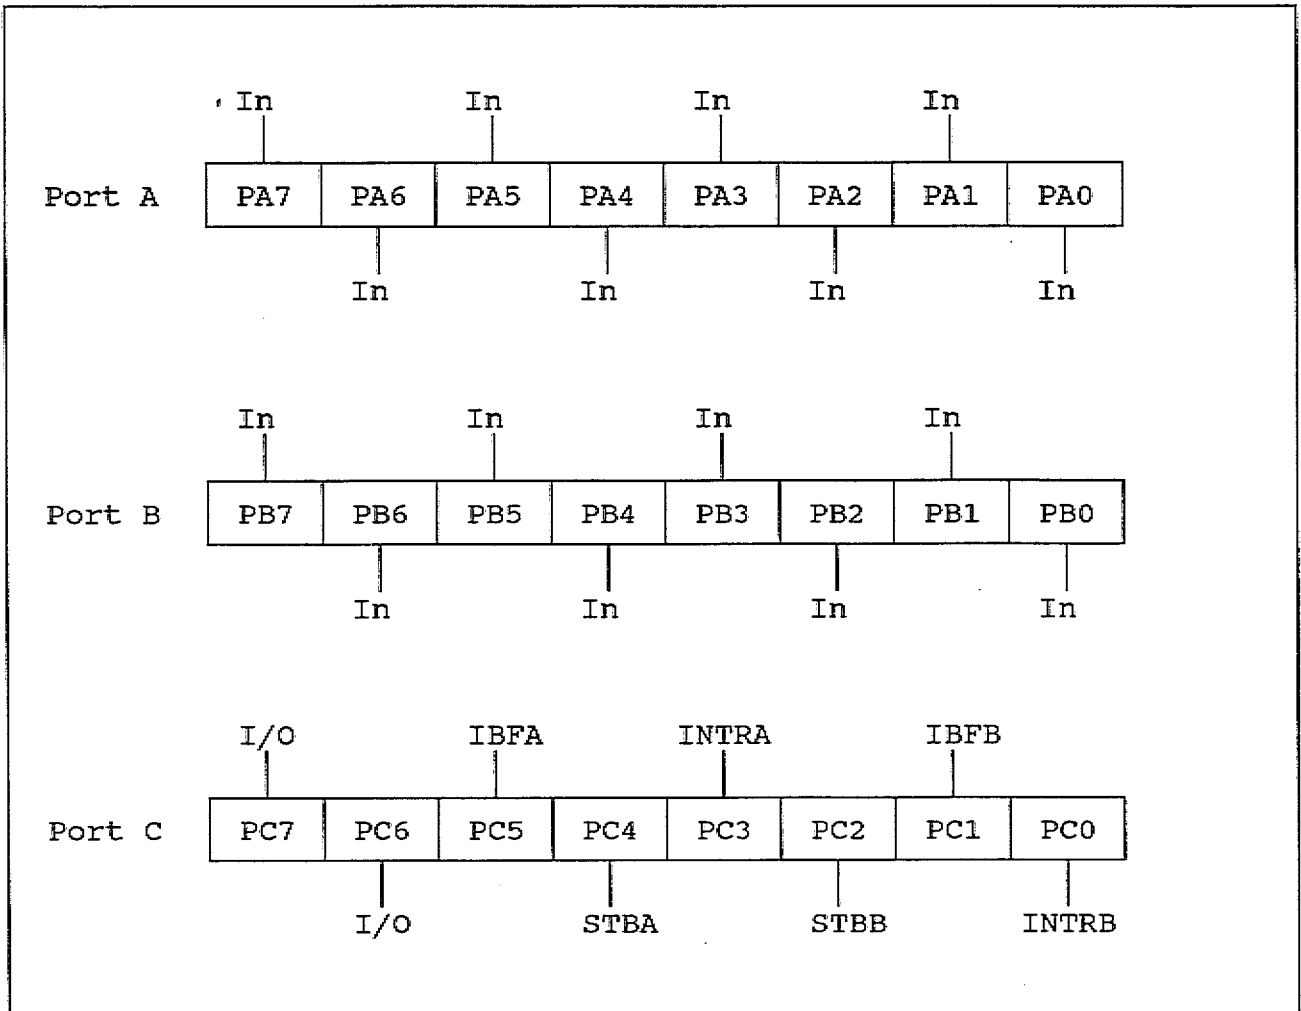 In In In In
Port A PA7 PA6 PA5 PA4 PA3 PA2 PA1 PA0
In In In In
In In In In
Port B PB7 PB6 PB5 PB4 PB3 PB2 PB1 PB0
In In In In
I/O IBFA INTRA IBFB
Port C PC7 PC6 PC5 PC4 PC3 PC2 PC1 PC0
I/O STBA STBB INTRB